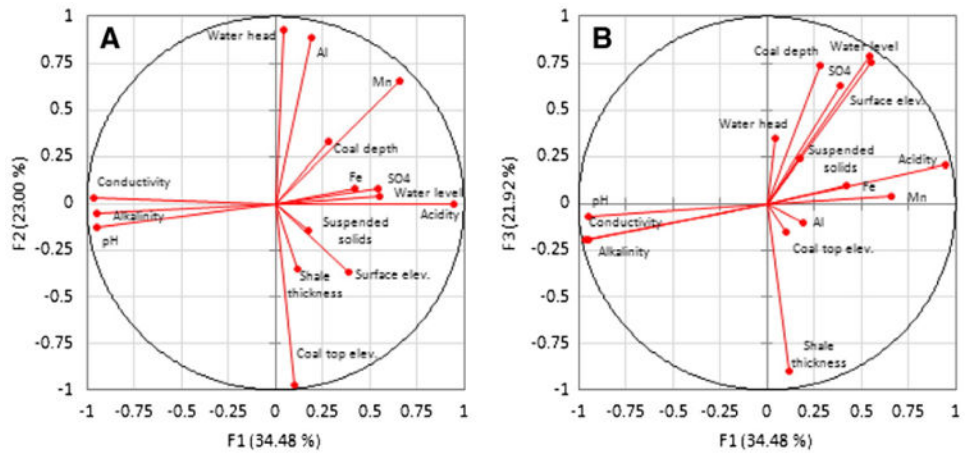 A
B
1
0.75
0.5
0.25
0
-0.25
-0.5
-0.75
-1
F2 (23.00 %)
Water head
Al
Mn
Coal depth
Fe
SO4
Water level
Acidity
Conductivity
Alkalinity
pH
Suspended
solids
Shale
thickness
Surface elev.
Coal top elev.
-1 -0.75 -0.5 -0.25 0 0.25 0.5 0.75 1
F1 (34.48 %)
1
0.75
0.5
0.25
0
-0.25
-0.5
-0.75
-1
F3 (21.92 %)
Coal depth
Water level
SO4
Surface elev.
Water head
Suspended
solids
Acidity
Fe
Mn
pH
Conductivity
Alkalinity
Al
Coal top elev.
Shale
thickness
-1 -0.75 -0.5 -0.25 0 0.25 0.5 0.75 1
F1 (34.48 %)